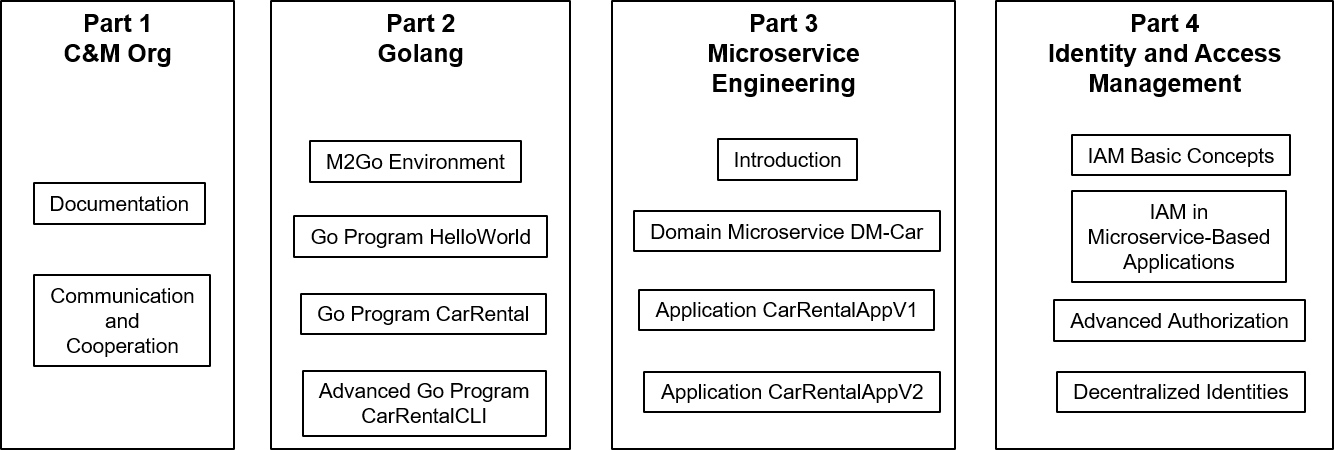 Part 1
C&M Org
Documentation
Communication
and
Cooperation
Part 2
Golang
M2Go Environment
Go Program HelloWorld
Go Program CarRental
Advanced Go Program
CarRentalCLI
Part 3
Microservice
Engineering
Introduction
Domain Microservice DM-Car
Application CarRentalAppV1
Application CarRentalAppV2
Part 4
Identity and Access
Management
IAM Basic Concepts
IAM in
Microservice-Based
Applications
Advanced Authorization
Decentralized Identities